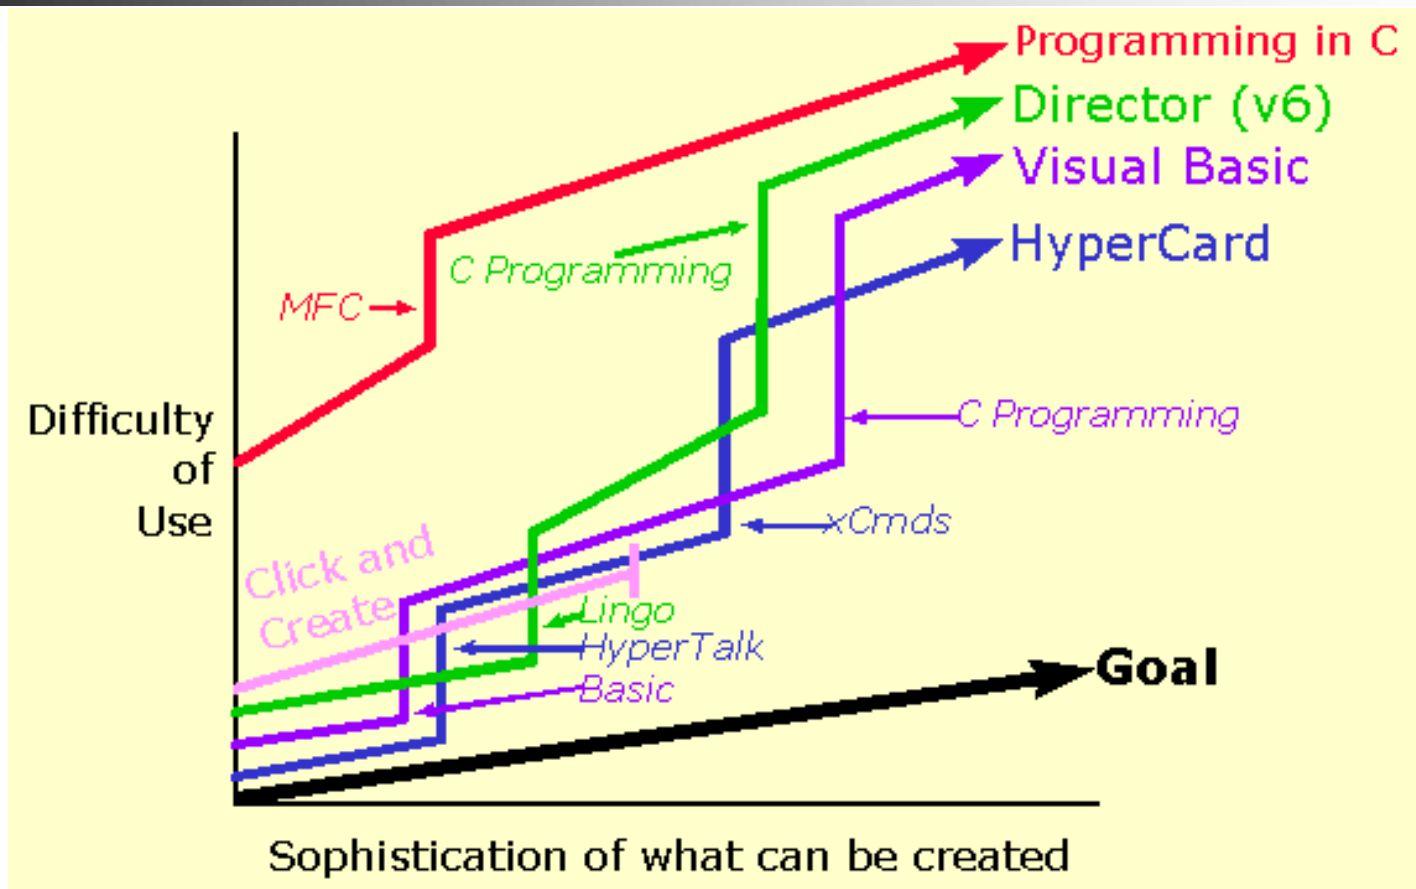 Programming in C
Director (v6)
Visual Basic
HyperCard
C Programming
MFC
Difficulty
of
Use
C Programming
xCmds
Click and
Create
Lingo
HyperTalk
Basic
Goal
Sophistication of what can be created